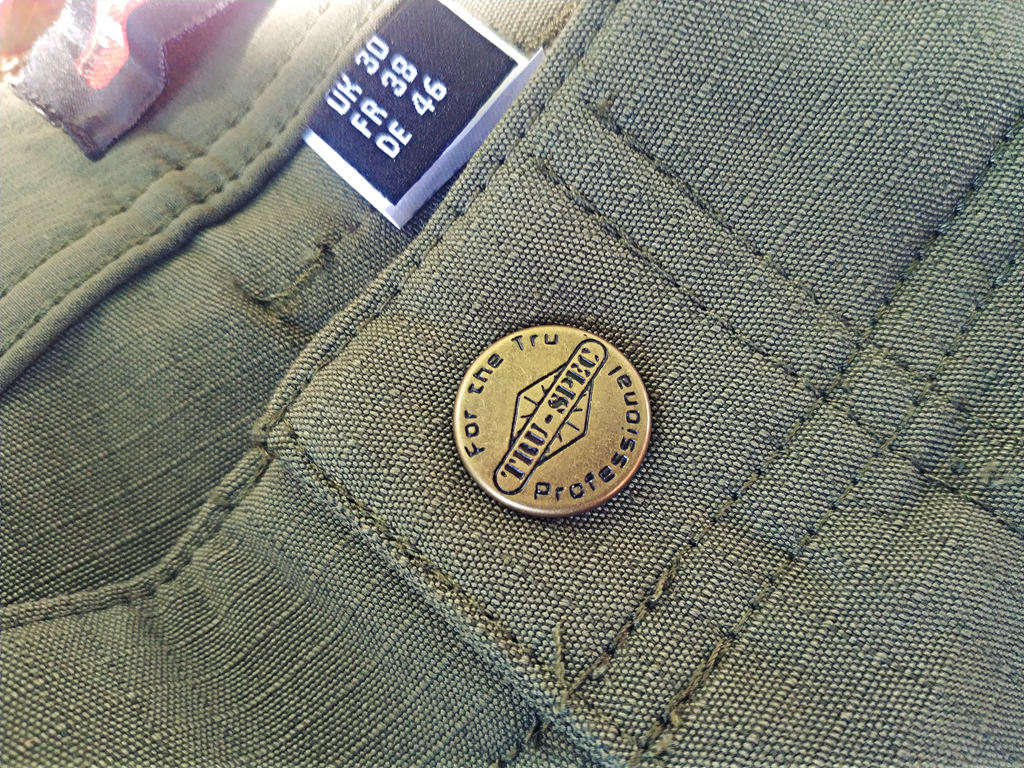 UK 30
FR 38
DE 46
For the Tru
TRU·SPEC
Professional